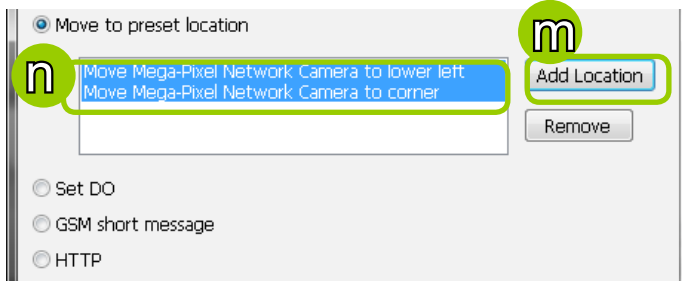 Move to preset location
m
n
Move Mega-Pixel Network Camera to lower left
Add Location
Move Mega-Pixel Network Camera to corner
Remove
Set DO
GSM short message
HTTP